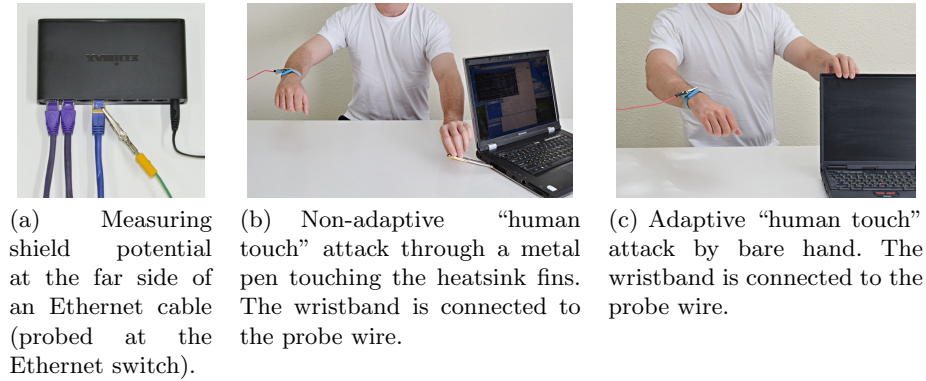 EDIMAX
(a) Measuring
shield potential
at the far side of
an Ethernet cable
(probed at the
Ethernet switch).
(b) Non-adaptive “human
touch” attack through a metal
pen touching the heatsink fins.
The wristband is connected to
the probe wire.
(c) Adaptive “human touch”
attack by bare hand. The
wristband is connected to the
probe wire.